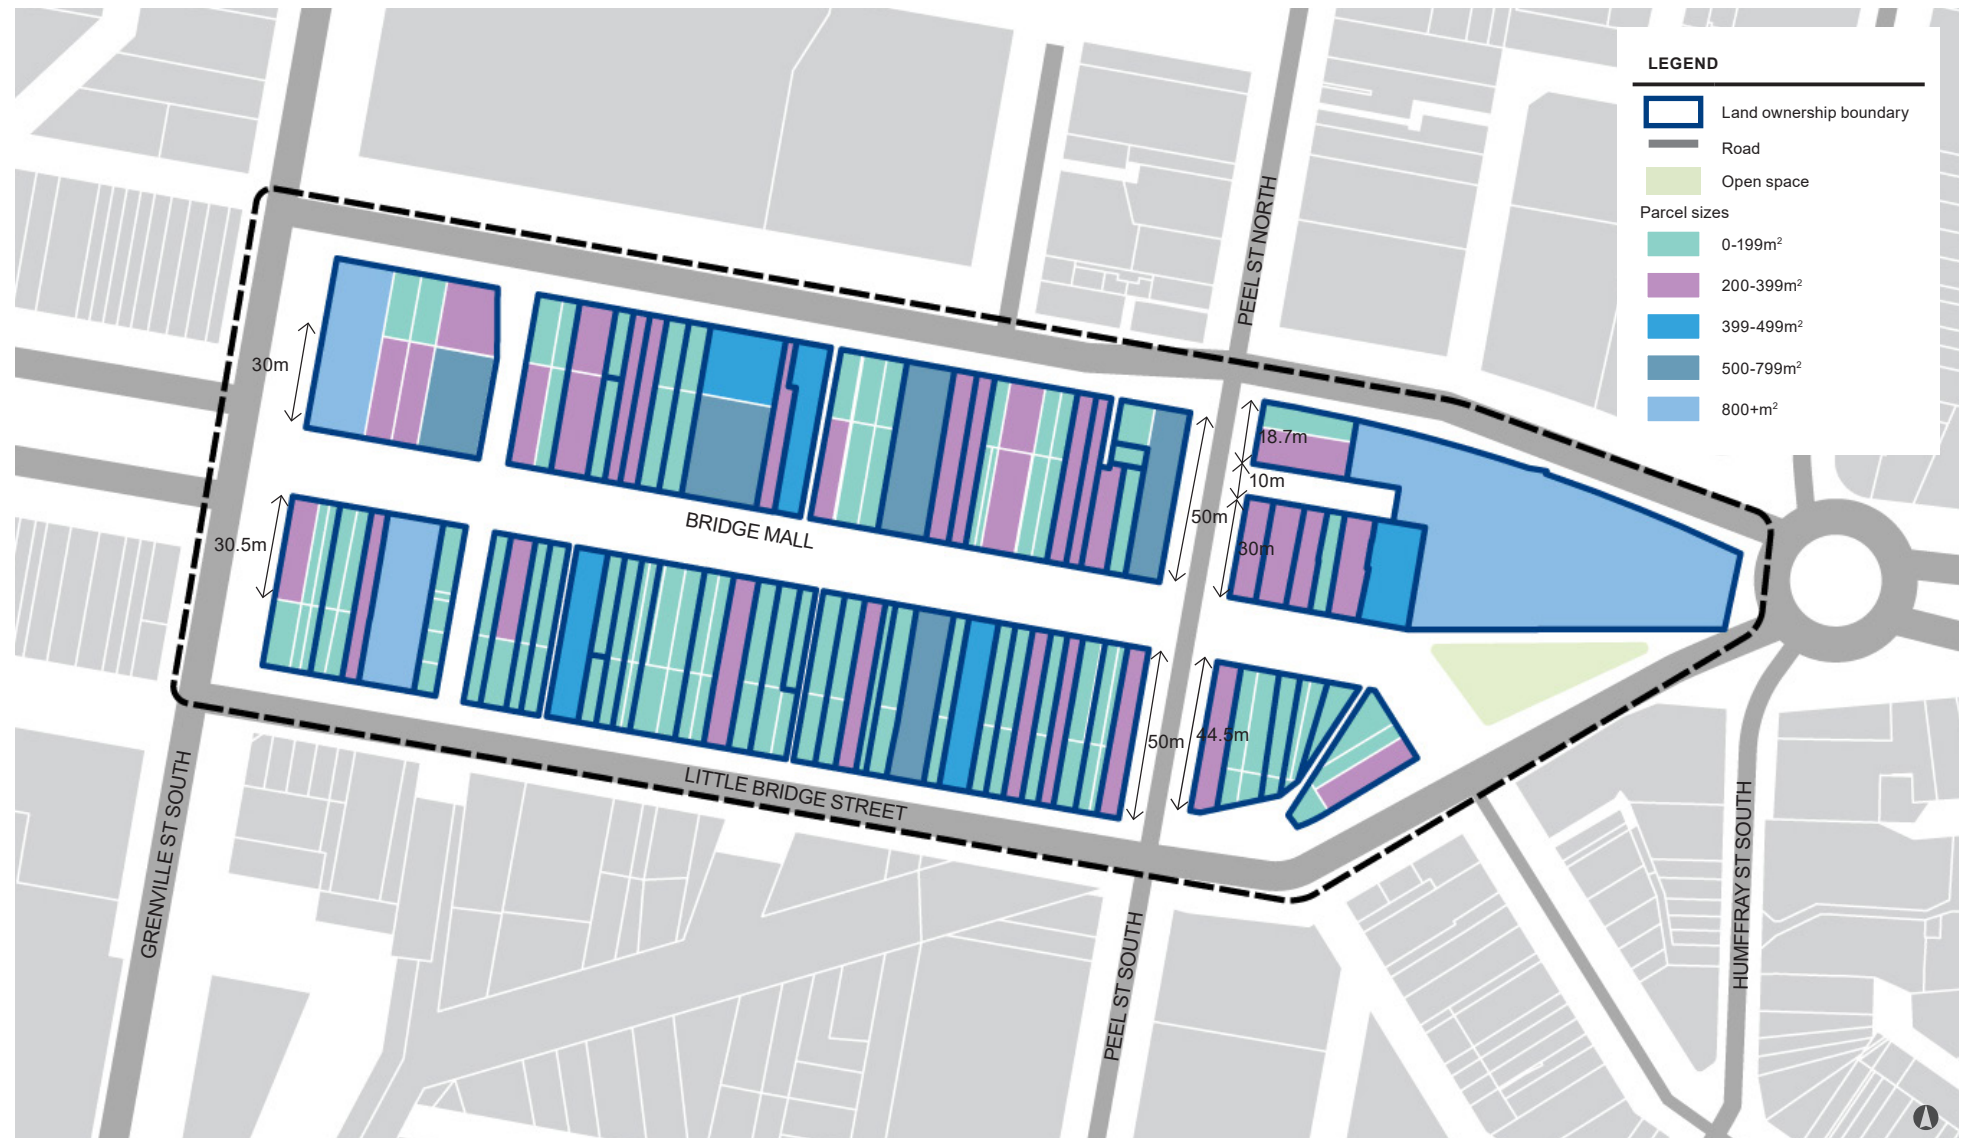 LEGEND
Land ownership boundary
Road
Open space
Parcel sizes
0-199m²
200-399m²
399-499m²
500-799m²
800+m²
PEEL ST NORTH
30m
18.7m
10m
50m
30m
30.5m
BRIDGE MALL
50m
44.5m
LITTLE BRIDGE STREET
GRENVILLE ST SOUTH
PEEL ST SOUTH
HUMFFRAY ST SOUTH